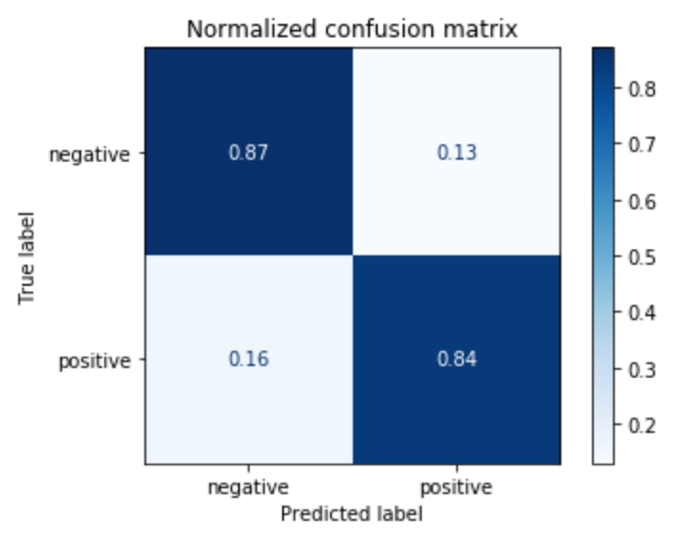 Normalized confusion matrix
True label
negative
0.87
0.13
positive
0.16
0.84
negative
positive
Predicted label
0.8
0.7
0.6
0.5
0.4
0.3
0.2